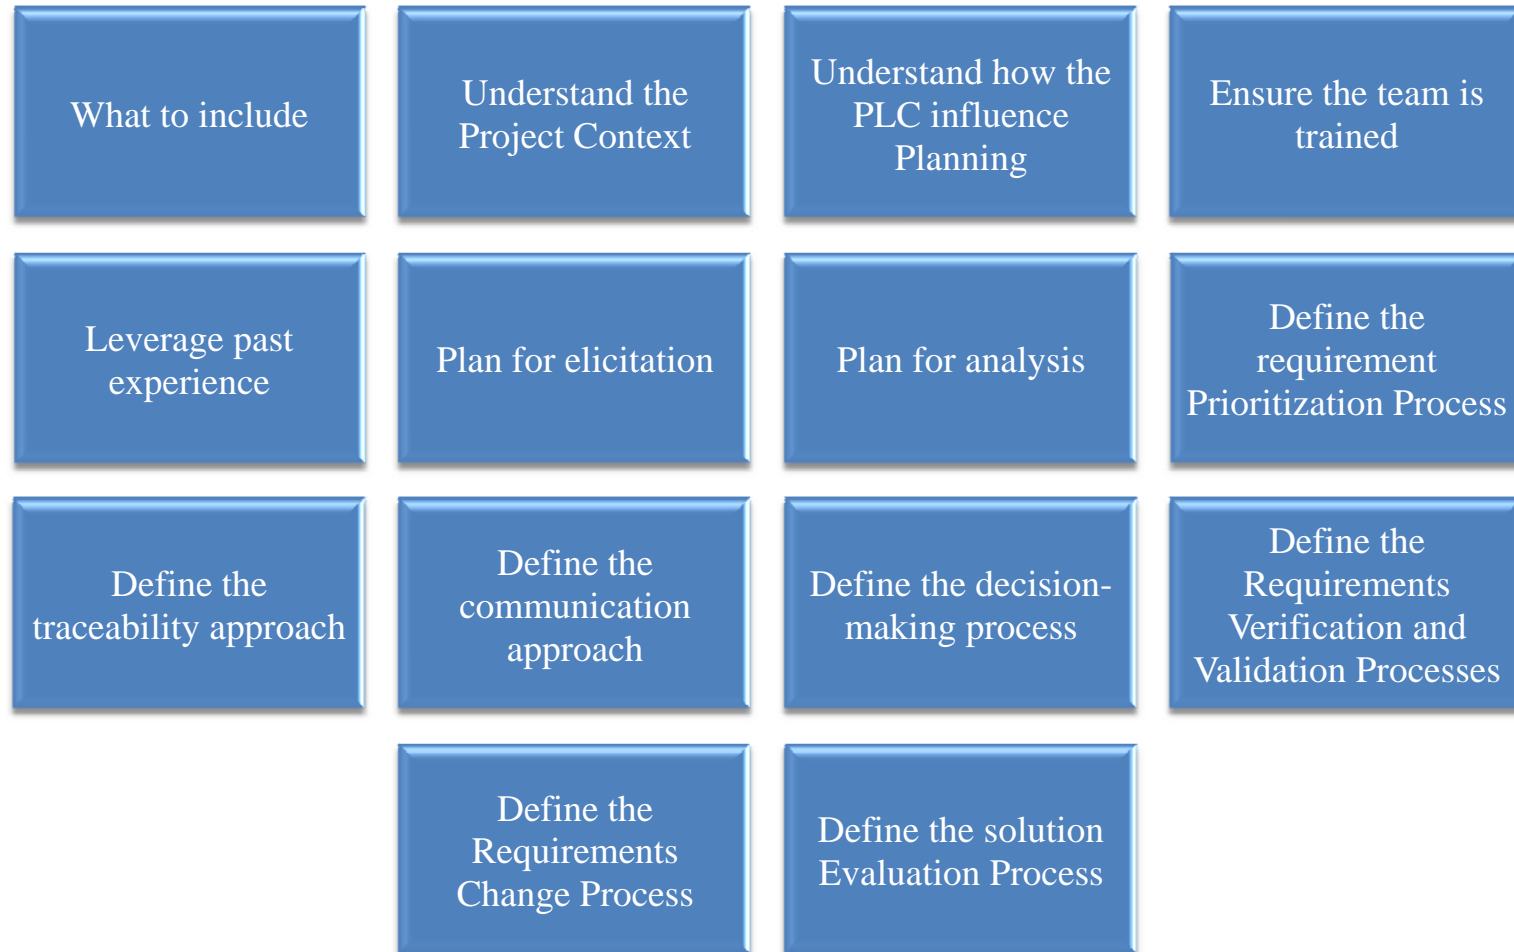 What to include
Understand the
Project Context
Understand how the
PLC influence
Planning
Ensure the team is
trained
Leverage past
experience
Plan for elicitation
Plan for analysis
Define the
requirement
Prioritization Process
Define the
traceability approach
Define the
communication
approach
Define the decision-
making process
Define the
Requirements
Verification and
Validation Processes
Define the
Requirements
Change Process
Define the solution
Evaluation Process